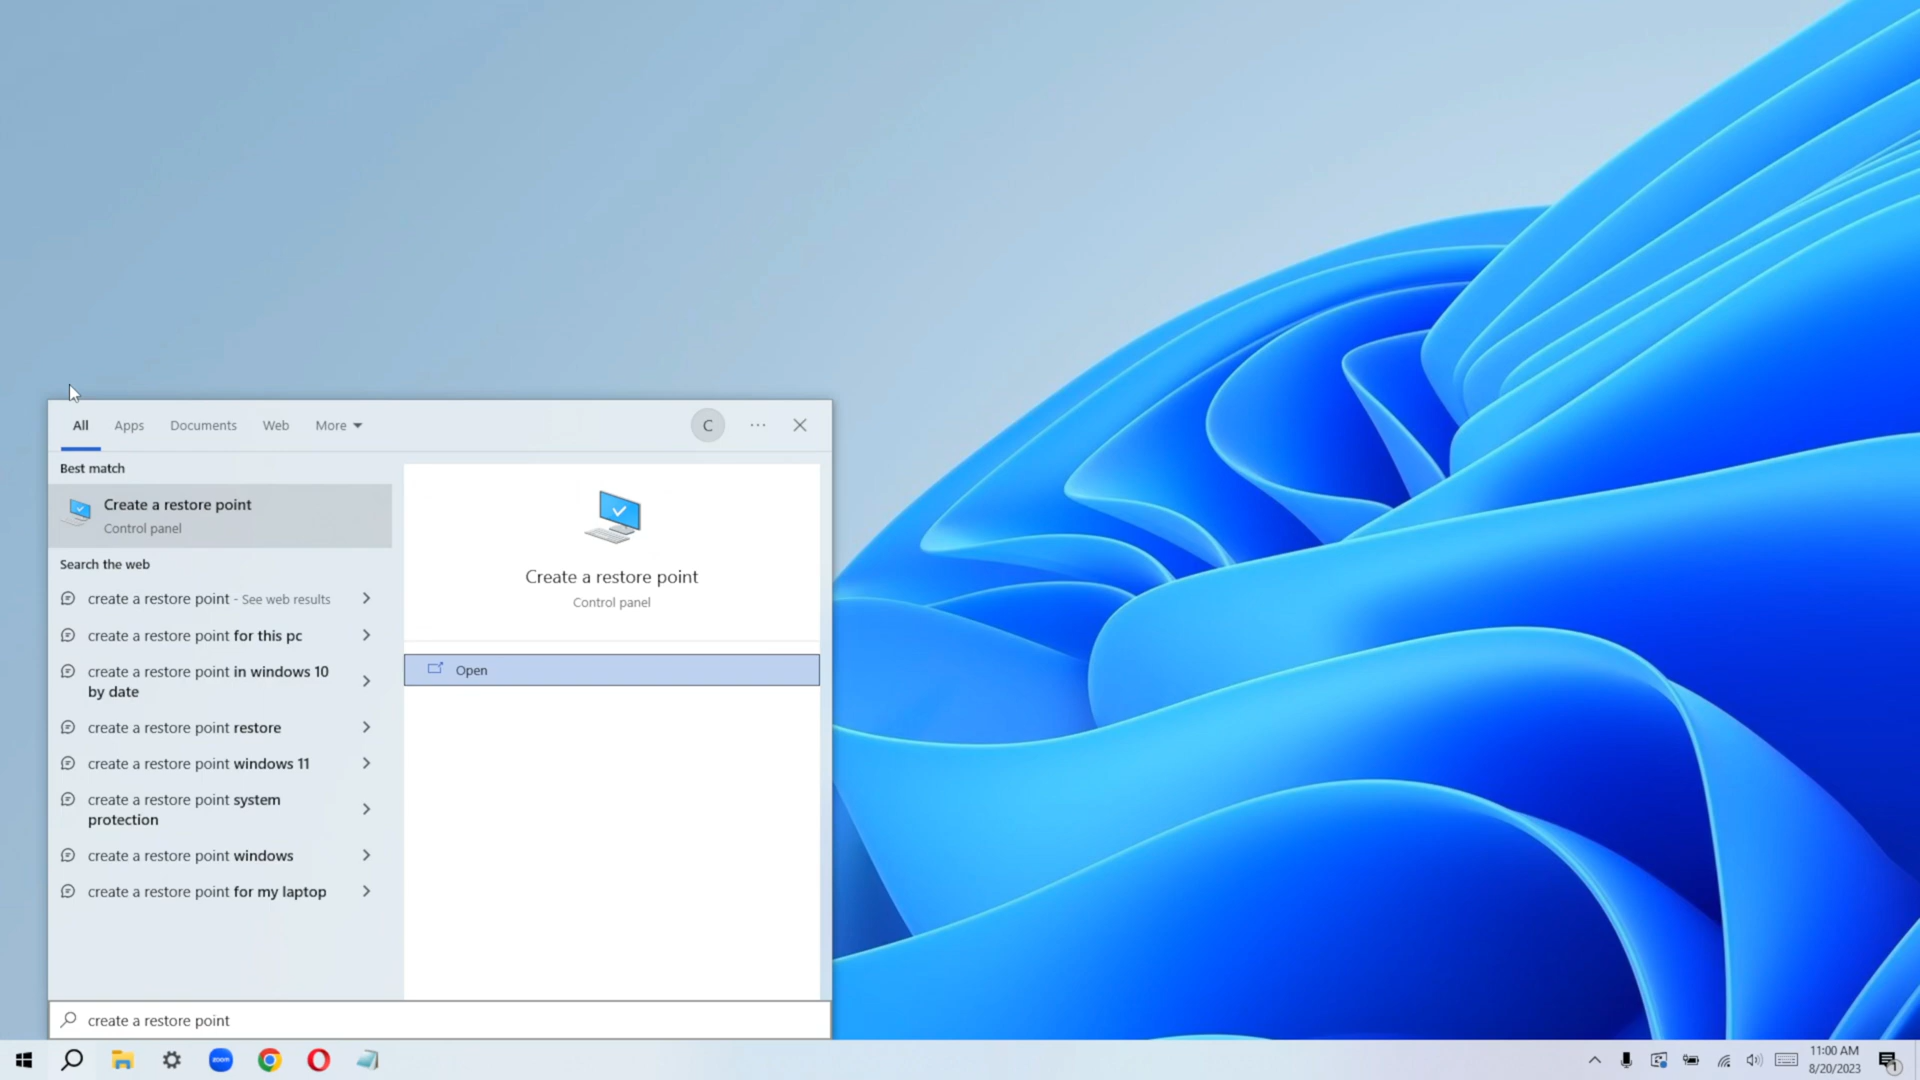 All Apps Documents Web More C
Best match
Create a restore point
Control panel
Search the web
create a restore point - See web results
create a restore point for this pc
create a restore point in windows 10
by date
create a restore point restore
create a restore point windows 11
create a restore point system
protection
create a restore point windows
create a restore point for my laptop
Create a restore point
Control panel
Open
create a restore point
zoom
11:00 AM
8/20/2023
1